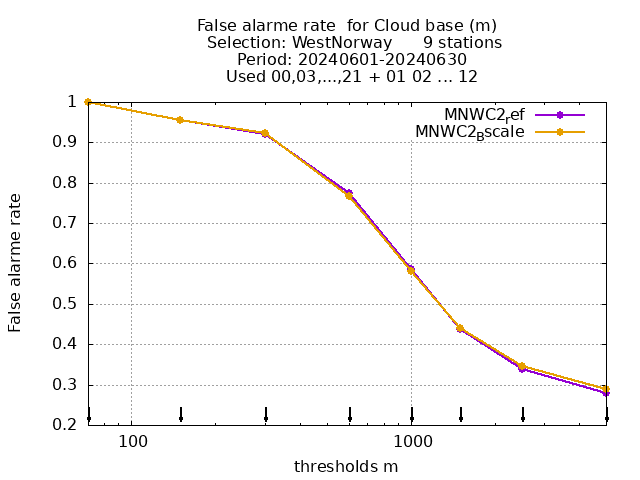 False alarme rate  for Cloud base (m)
Selection: WestNorway      9 stations
Period: 20240601-20240630
Used 00,03,...,21 + 01 02 ... 12
MNWC2ref
MNWC2Bscale
1
0.9
0.8
0.7
0.6
0.5
0.4
0.3
0.2
False alarme rate
100 1000
thresholds m